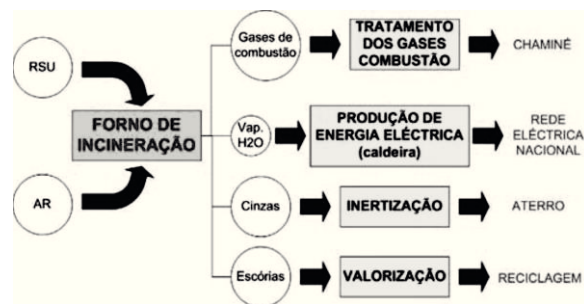 RSU
AR
FORNO DE
INCINERAÇÃO
Gases de
combustão
TRATAMENTO
DOS GASES
COMBUSTÃO
CHAMINÉ
Vap.
H2O
PRODUÇÃO DE
ENERGIA ELÉCTRICA
(caldeira)
REDE
ELÉCTRICA
NACIONAL
Cinzas
INERTIZAÇÃO
ATERRO
Escórias
VALORIZAÇÃO
RECICLAGEM